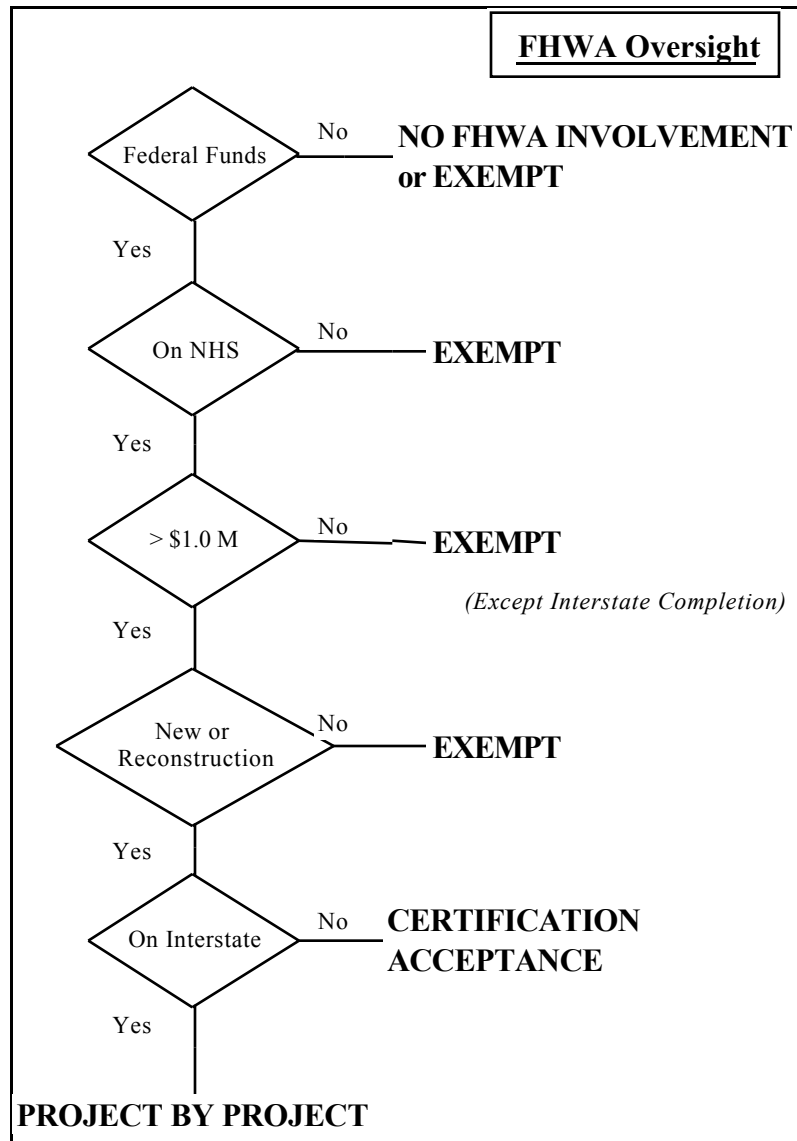 FHWA Oversight
Federal Funds
No
NO FHWA INVOLVEMENT
or EXEMPT
Yes
On NHS
No
EXEMPT
Yes
> $1.0 M
No
EXEMPT
(Except Interstate Completion)
Yes
New or
Reconstruction
No
EXEMPT
Yes
On Interstate
No
CERTIFICATION
ACCEPTANCE
Yes
PROJECT BY PROJECT